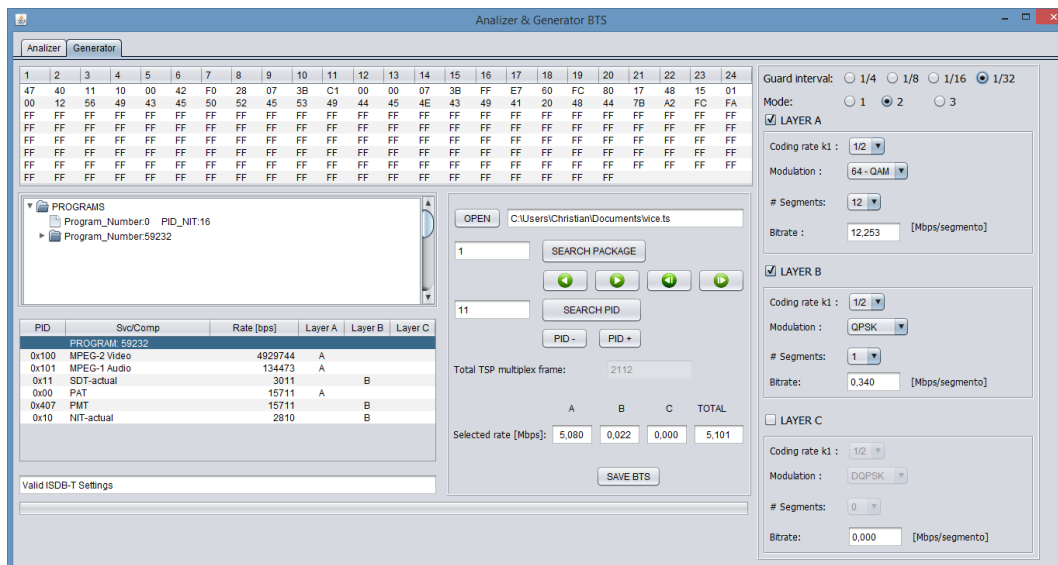 Analizer & Generator BTS
Analizer Generator
1 2 3 4 5 6 7 8 9 10 11 12 13 14 15 16 17 18 19 20 21 22 23 24
47 40 11 10 00 42 F0 28 07 3B C1 00 00 07 3B FF E7 60 FC 80 17 48 15 01
00 12 56 49 43 45 50 52 45 53 49 44 45 4E 43 49 41 20 48 44 7B A2 FC FA
FF FF FF FF FF FF FF FF FF FF FF FF FF FF FF FF FF FF FF FF FF FF FF FF
FF FF FF FF FF FF FF FF FF FF FF FF FF FF FF FF FF FF FF FF FF FF FF FF
FF FF FF FF FF FF FF FF FF FF FF FF FF FF FF FF FF FF FF FF FF FF FF FF
FF FF FF FF FF FF FF FF FF FF FF FF FF FF FF FF FF FF FF FF FF FF FF FF
FF FF FF FF FF FF FF FF FF FF FF FF FF FF FF FF FF FF FF FF FF FF FF FF
FF FF FF FF FF FF FF FF FF FF FF FF FF FF FF FF FF FF FF FF
PROGRAMS
Program_Number:0 PID_NIT:16
Program_Number:59232
PID Svc/Comp Rate [bps] Layer A Layer B Layer C
PROGRAM: 59232
0x100 MPEG-2 Video 4929744 A
0x101 MPEG-1 Audio 134473 A
0x11 SDT-actual 3011 B
0x00 PAT 15711 A
0x407 PMT 15711 B
0x10 NIT-actual 2810 B
Valid ISDB-T Settings
OPEN C:\Users\Christian\Documents\vice.ts
1 SEARCH PACKAGE
11 SEARCH PID
PID - PID +
Total TSP multiplex frame: 2112
A B C TOTAL
Selected rate [Mbps]: 5,080 0,022 0,000 5,101
SAVE BTS
Guard interval: 1/4 1/8 1/16 1/32
Mode: 1 2 3
LAYER A
Coding rate k1 : 1/2
Modulation : 64 - QAM
# Segments: 12
Bitrate : 12,253 [Mbps/segmento]
LAYER B
Coding rate k1 : 1/2
Modulation : QPSK
# Segments: 1
Bitrate: 0,340 [Mbps/segmento]
LAYER C
Coding rate k1 : 1/2
Modulation : DQPSK
# Segments: 0
Bitrate: 0,000 [Mbps/segmento]